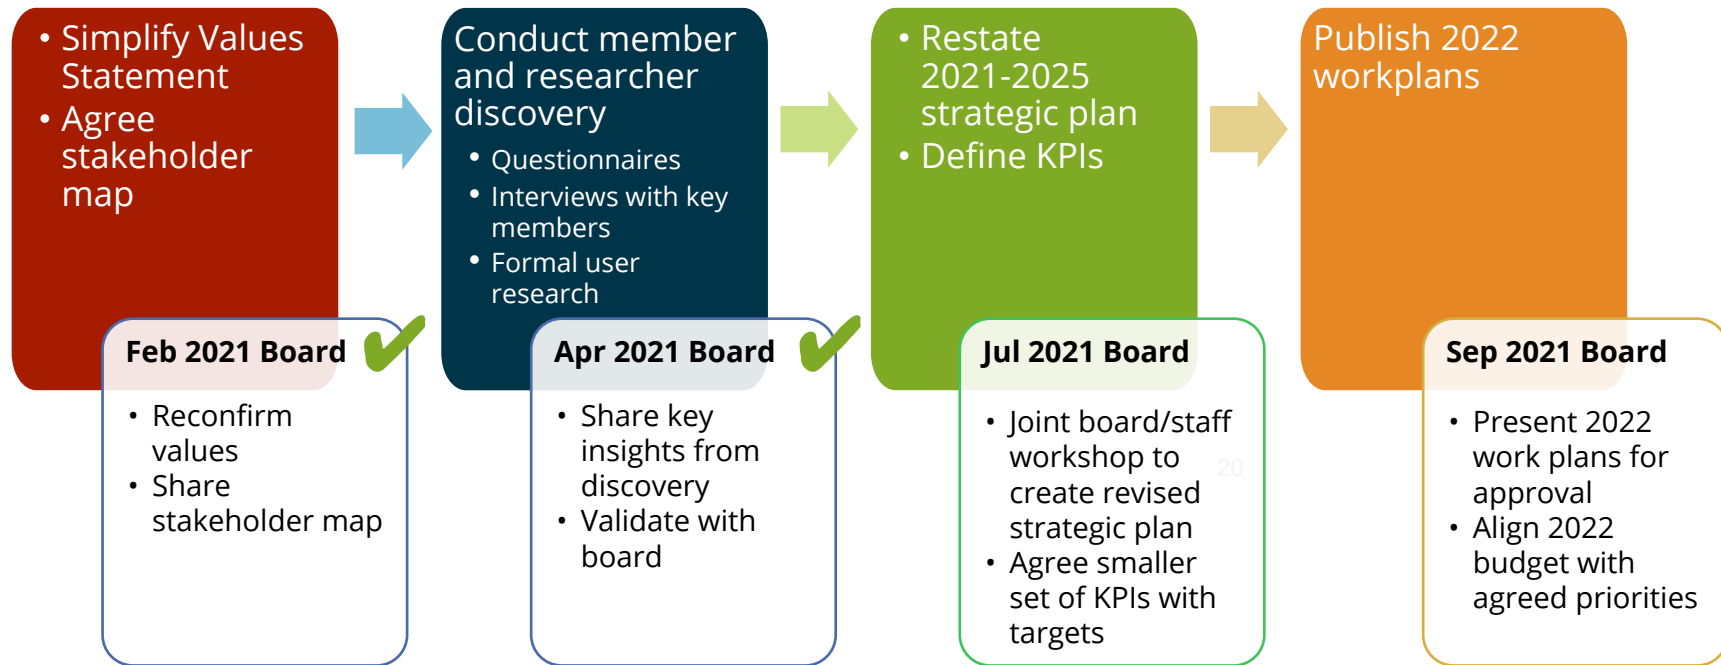 • Simplify Values
Statement
• Agree
stakeholder
map
Feb 2021 Board
• Reconfirm
values
• Share
stakeholder map
Conduct member
and researcher
discovery
• Questionnaires
• Interviews with key
members
• Formal user
research
Apr 2021 Board
• Share key
insights from
discovery
• Validate with
board
• Restate
2021-2025
strategic plan
• Define KPIs
Jul 2021 Board
• Joint board/staff
workshop to
create revised
strategic plan
• Agree smaller
set of KPIs with
targets
20
Publish 2022
workplans
Sep 2021 Board
• Present 2022
work plans for
approval
• Align 2022
budget with
agreed priorities